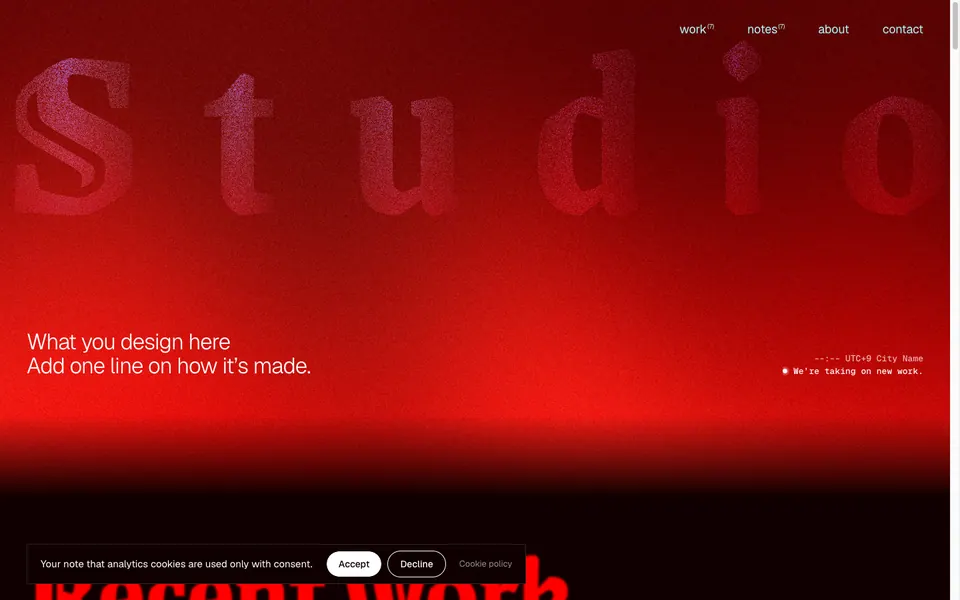 work(7) notes(7) about contact
Studio
What you design here
Add one line on how it’s made.
--:-- UTC+9 City Name
We’re taking on new work.
Your note that analytics cookies are used only with consent. Accept Decline Cookie policy
Recent Work